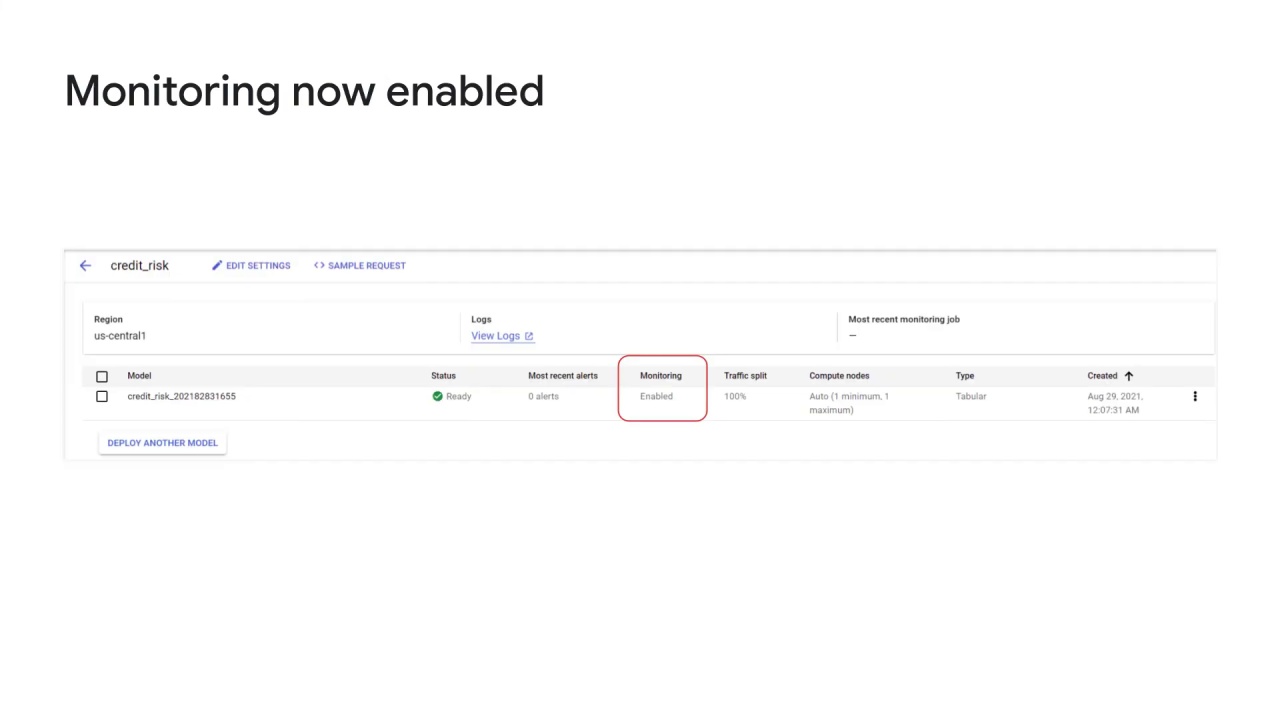 Monitoring now enabled
credit_risk EDIT SETTINGS <> SAMPLE REQUEST
Region Logs Most recent monitoring job
us-central1 View Logs —
Model Status Most recent alerts Monitoring Traffic split Compute nodes Type Created
credit_risk_202182831655 Ready 0 alerts Enabled 100% Auto (1 minimum, 1 Tabular Aug 29, 2021,
maximum) 12:07:31 AM
DEPLOY ANOTHER MODEL